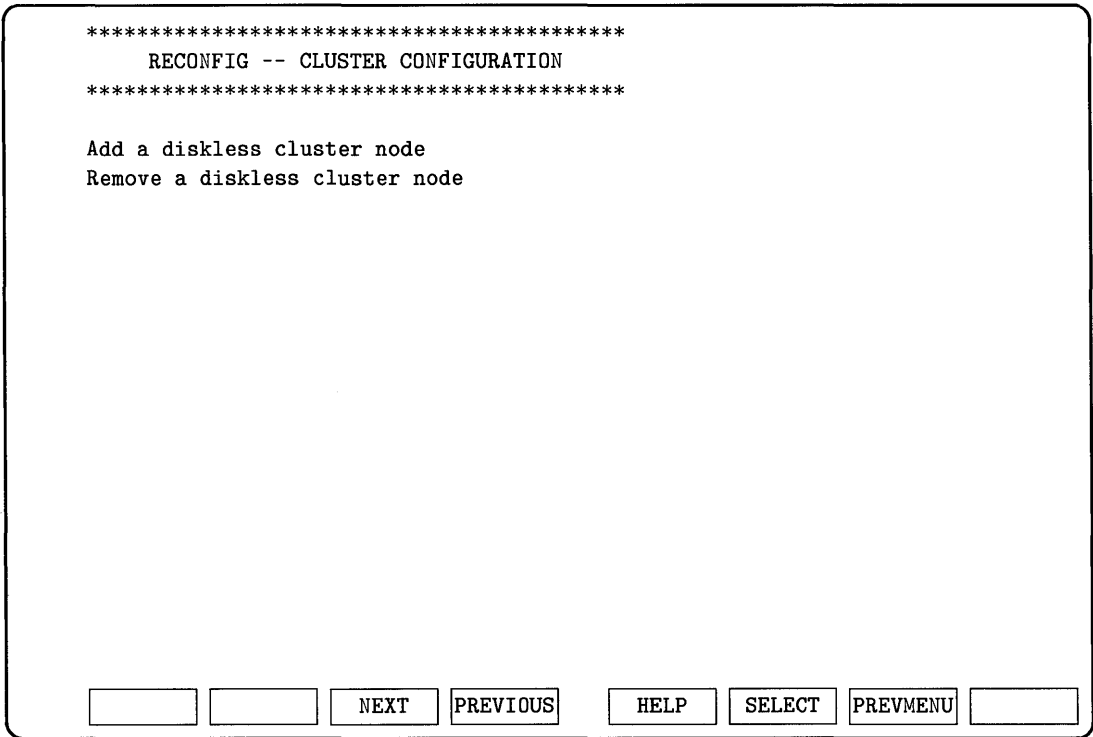 *******************************************
RECONFIG -- CLUSTER CONFIGURATION
*******************************************
Add a diskless cluster node
Remove a diskless cluster node
NEXT PREVIOUS HELP SELECT PREVMENU